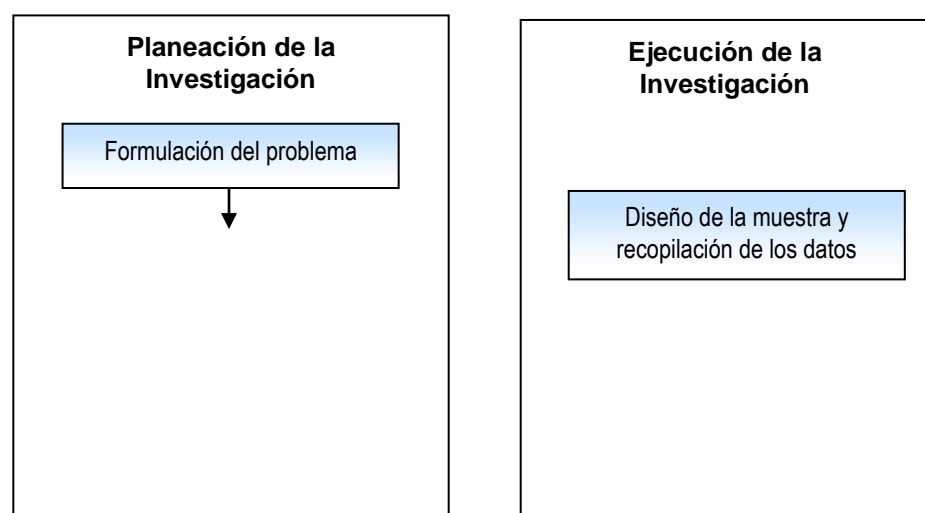 Planeación de la
Investigación
Formulación del problema
Ejecución de la
Investigación
Diseño de la muestra y
recopilación de los datos